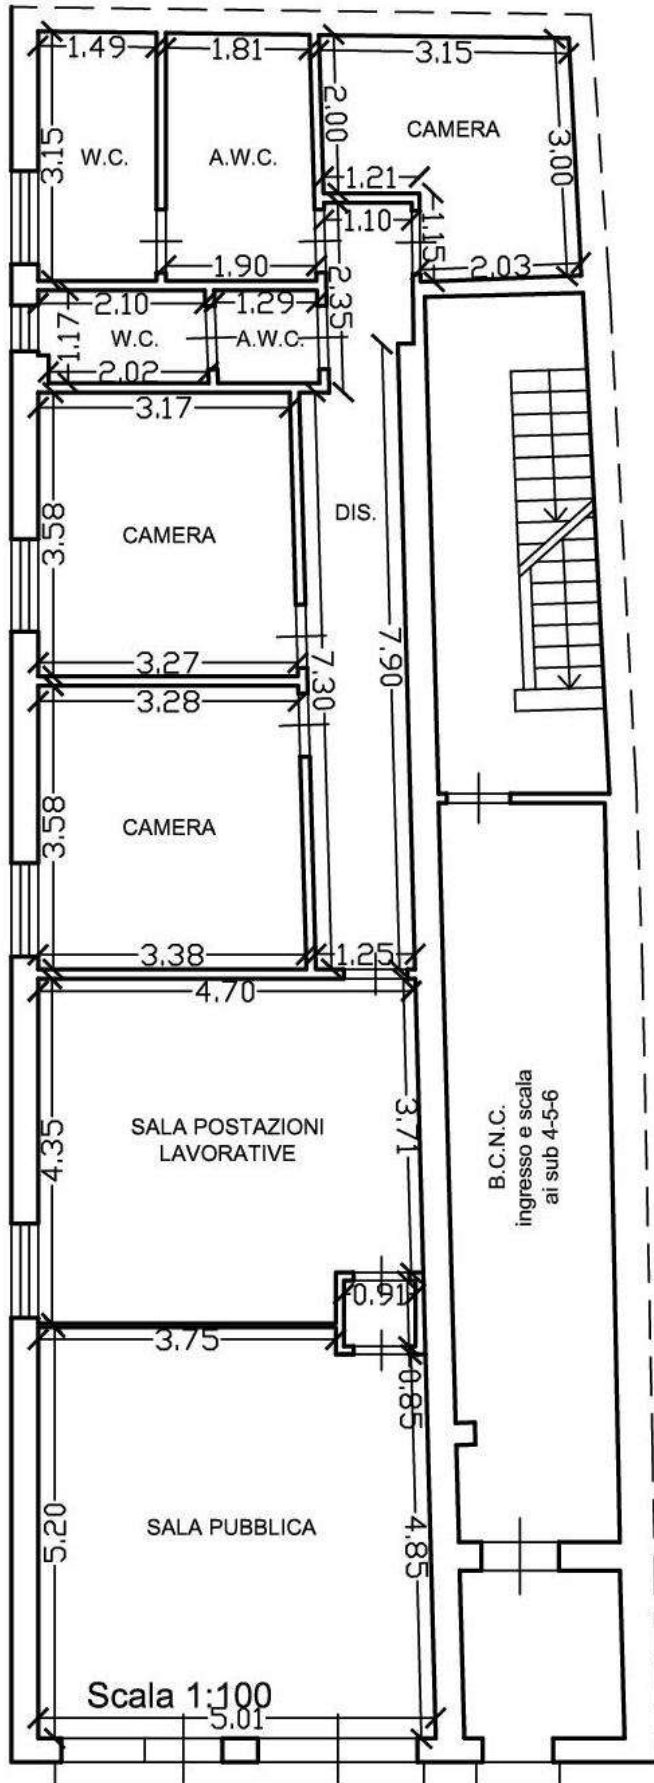 1.49
1.81
3.15
3.15
W.C.
A.W.C.
2.00
CAMERA
3.00
1.21
1.10
1.15
1.90
2.35
2.03
2.10
1.29
1.17
W.C.
A.W.C.
2.02
3.17
3.58
CAMERA
DIS.
3.27
7.30
7.90
3.28
3.58
CAMERA
3.38
1.25
4.70
4.35
SALA POSTAZIONI
LAVORATIVE
3.71
B.C.N.C.
ingresso e scala
ai sub 4-5-6
0.91
3.75
0.85
5.20
SALA PUBBLICA
4.85
Scala 1:100
5.01